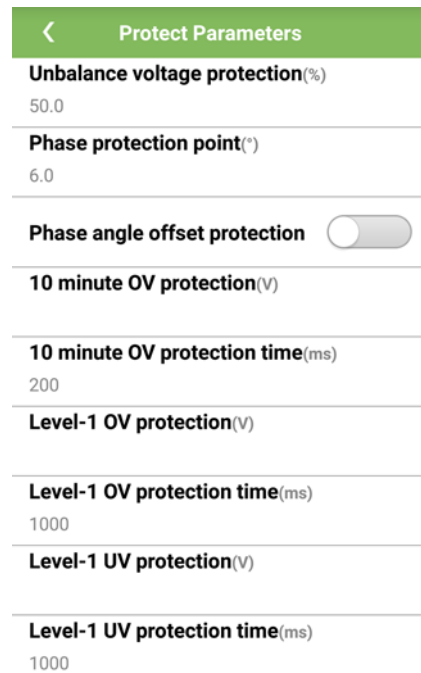 Protect Parameters
Unbalance voltage protection(%)
50.0
Phase protection point(°)
6.0
Phase angle offset protection
10 minute OV protection(V)
10 minute OV protection time(ms)
200
Level-1 OV protection(V)
Level-1 OV protection time(ms)
1000
Level-1 UV protection(V)
Level-1 UV protection time(ms)
1000